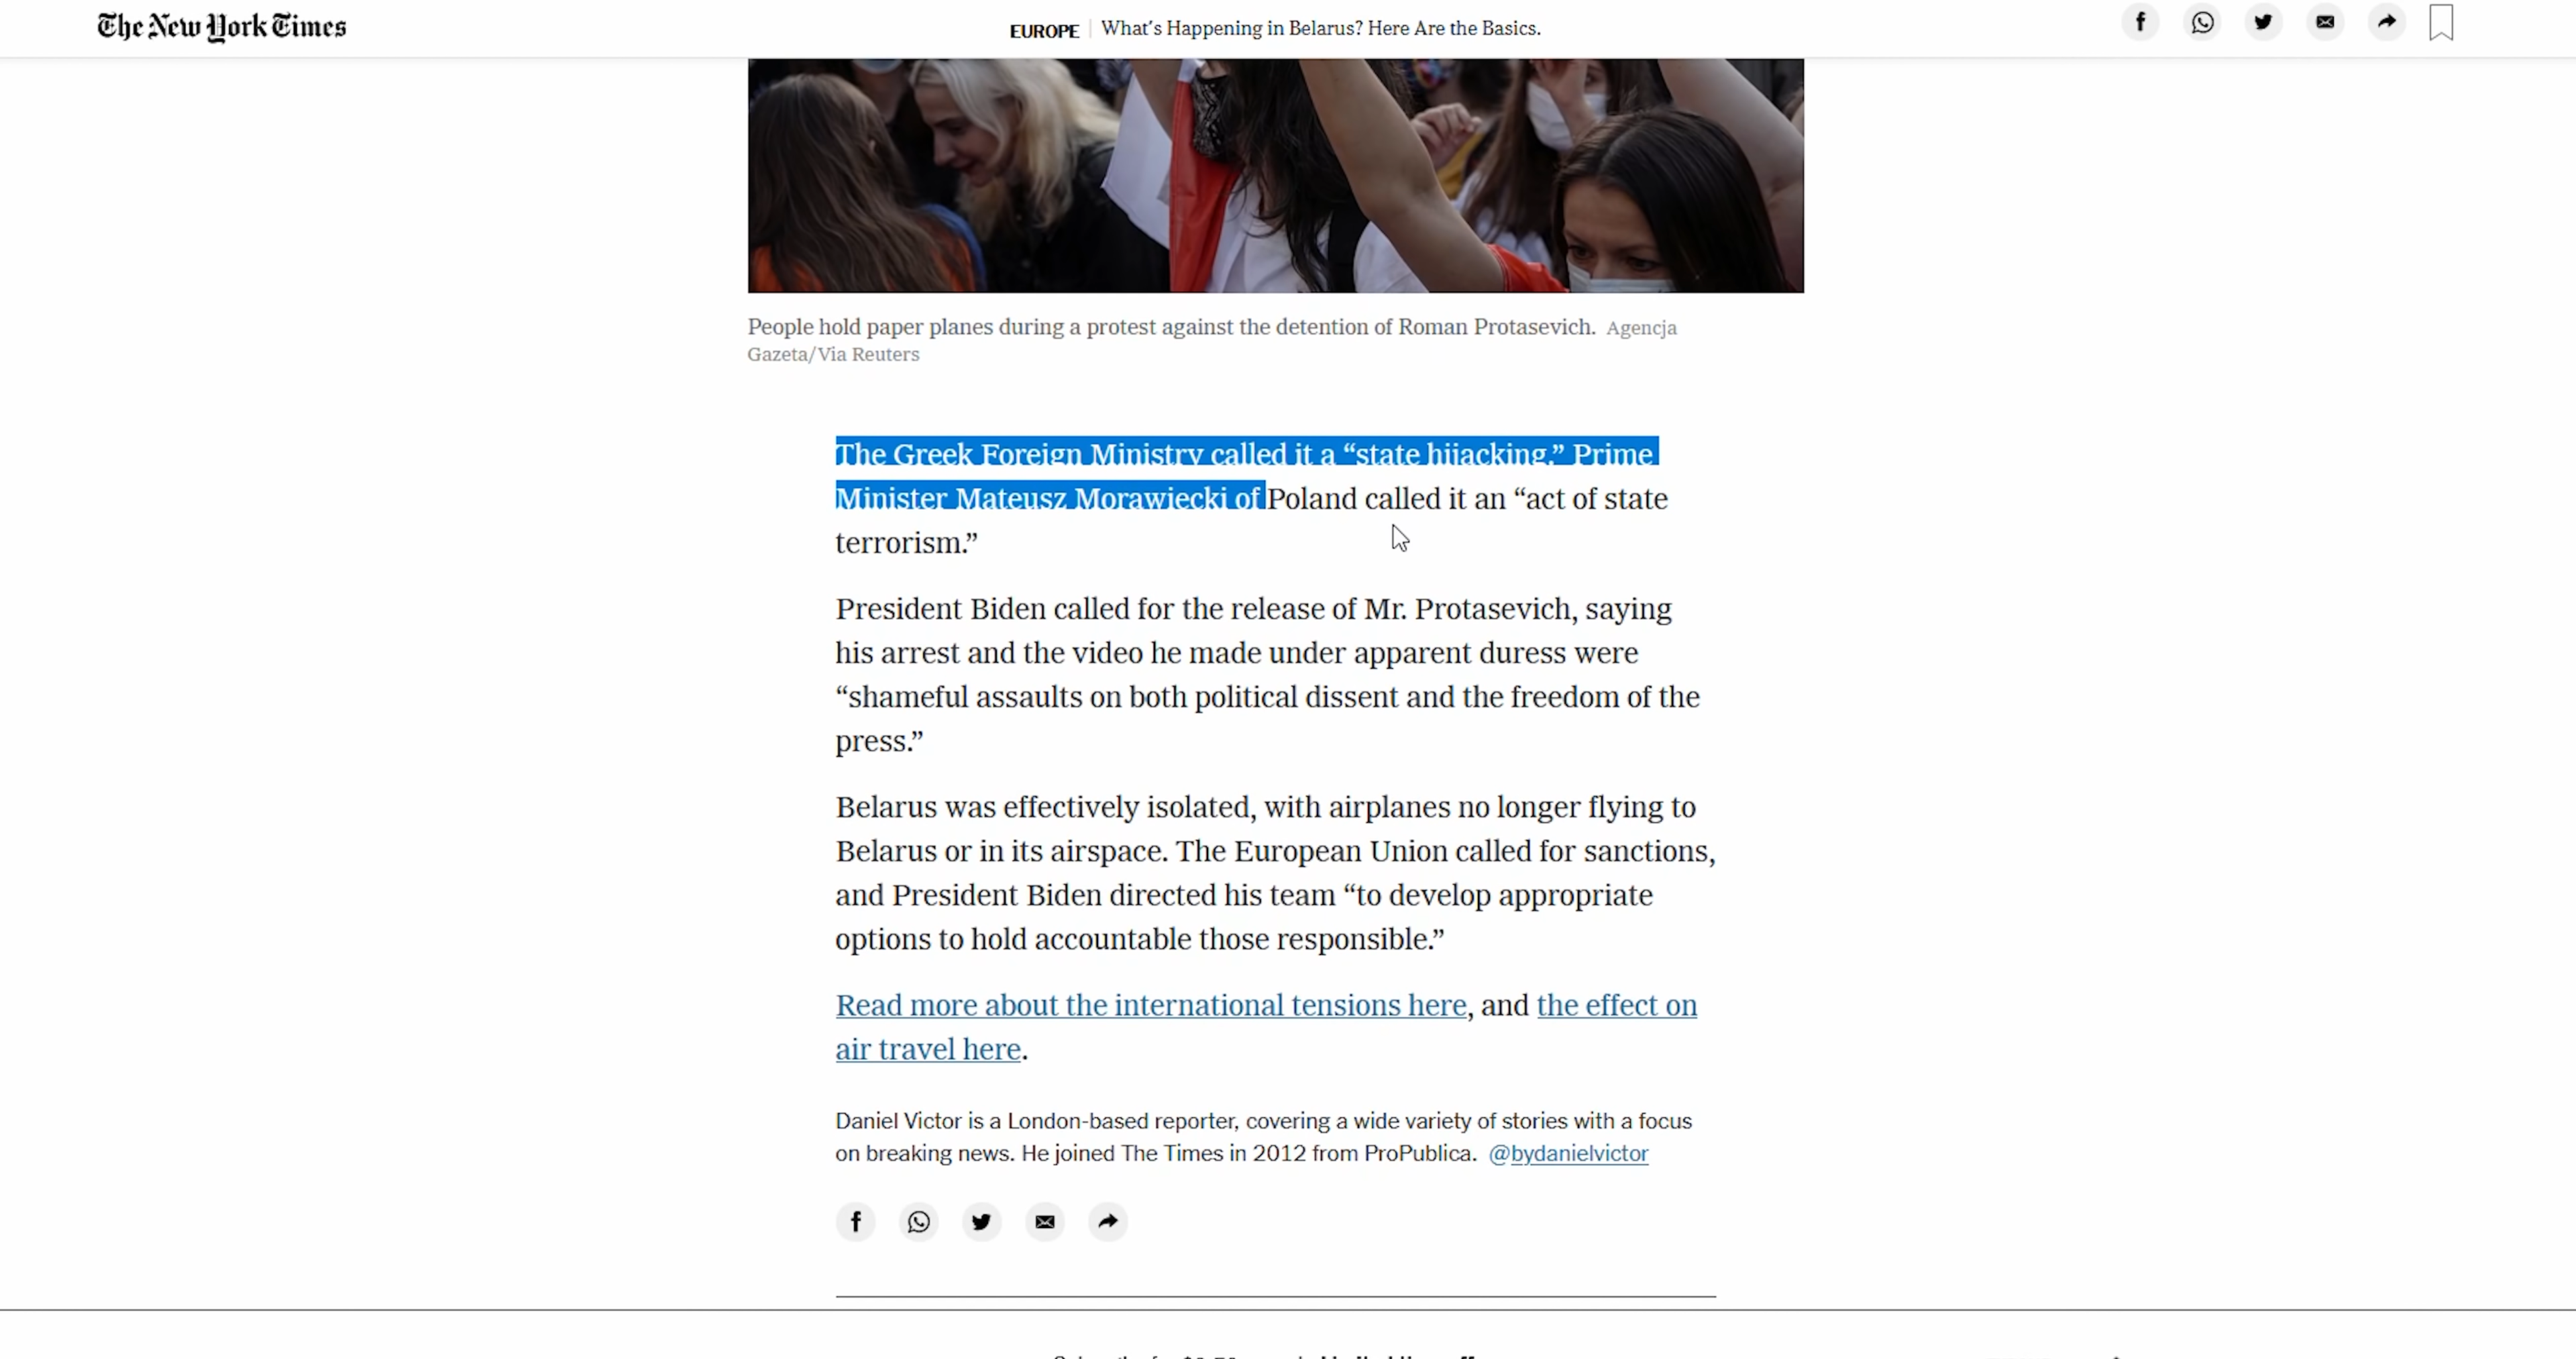 The New York Times
EUROPE | What's Happening in Belarus? Here Are the Basics.
People hold paper planes during a protest against the detention of Roman Protasevich. Agencja
Gazeta/Via Reuters
The Greek Foreign Ministry called it a “state hijacking.” Prime
Minister Mateusz Morawiecki of Poland called it an “act of state
terrorism.”
President Biden called for the release of Mr. Protasevich, saying
his arrest and the video he made under apparent duress were
“shameful assaults on both political dissent and the freedom of the
press.”
Belarus was effectively isolated, with airplanes no longer flying to
Belarus or in its airspace. The European Union called for sanctions,
and President Biden directed his team “to develop appropriate
options to hold accountable those responsible.”
Read more about the international tensions here, and the effect on
air travel here.
Daniel Victor is a London-based reporter, covering a wide variety of stories with a focus
on breaking news. He joined The Times in 2012 from ProPublica. @bydanielvictor